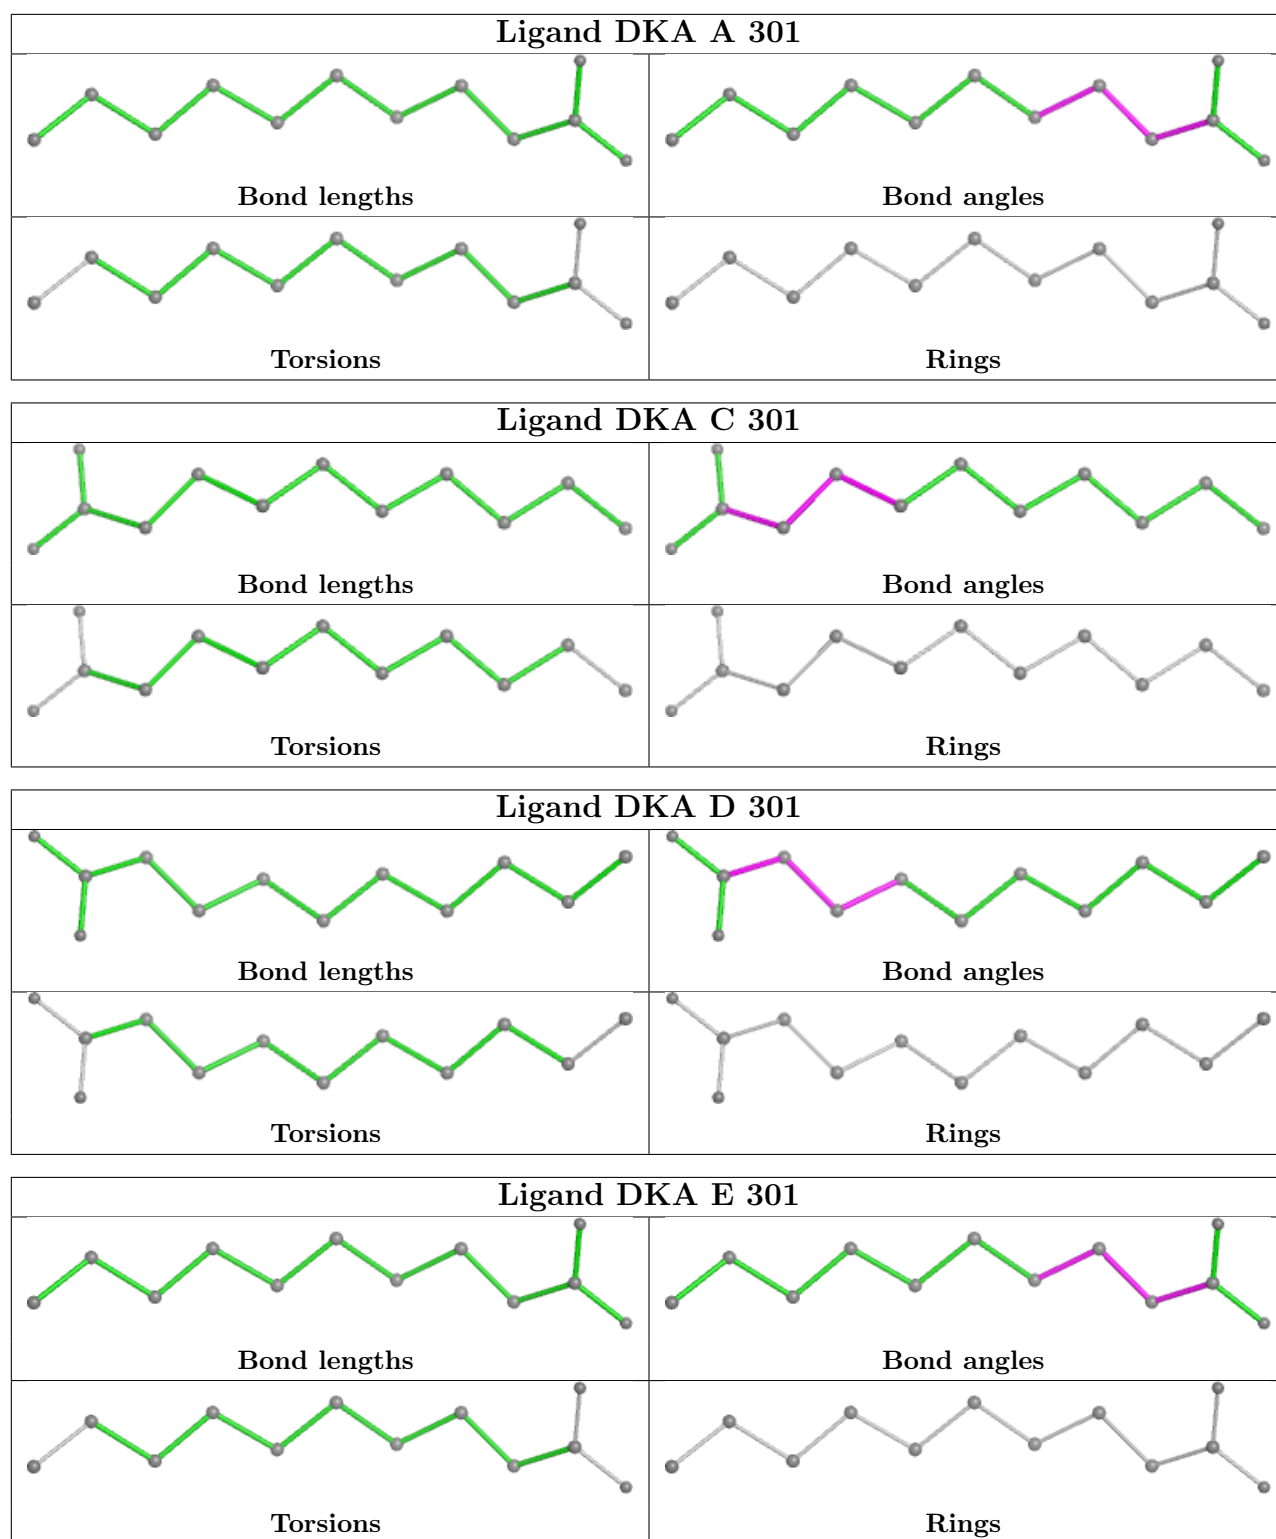 Ligand DKA A 301
Bond lengths
Bond angles
Torsions
Rings
Ligand DKA C 301
Bond lengths
Bond angles
Torsions
Rings
Ligand DKA D 301
Bond lengths
Bond angles
Torsions
Rings
Ligand DKA E 301
Bond lengths
Bond angles
Torsions
Rings